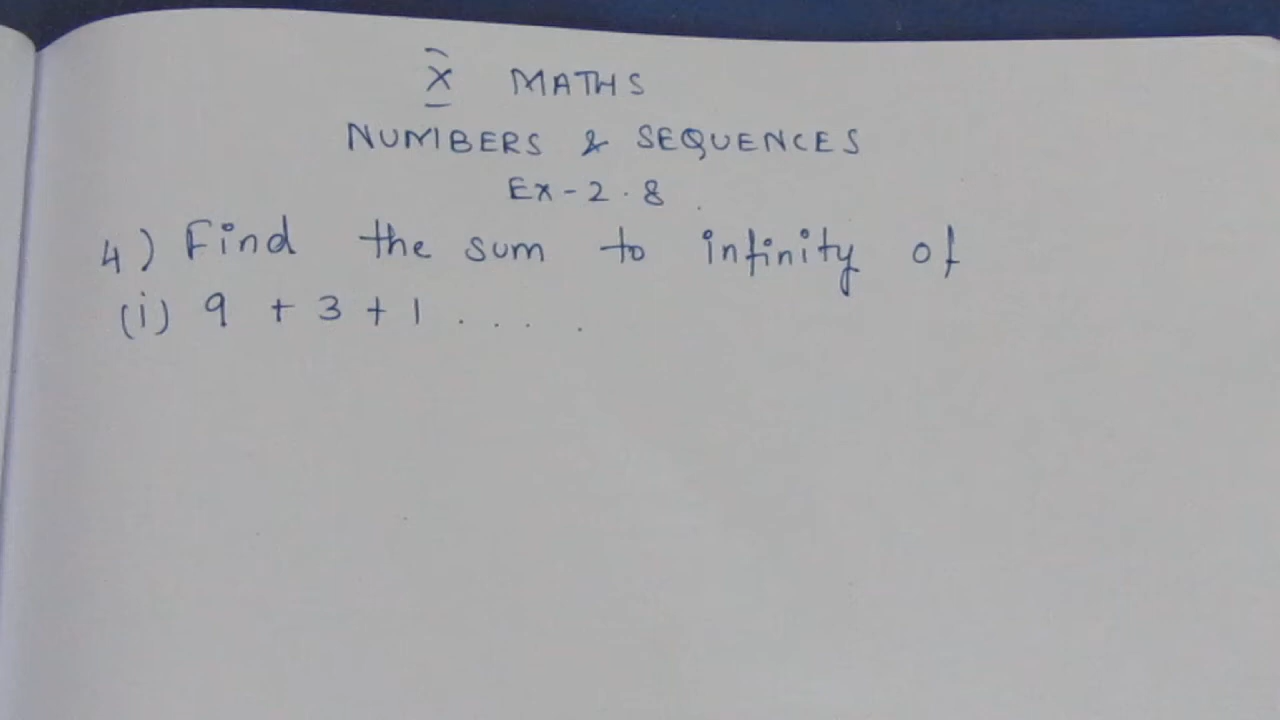 X MATHS
NUMBERS & SEQUENCES
Ex - 2.8
4) Find the sum to infinity of
(i) 9 + 3 + 1 . . . . .